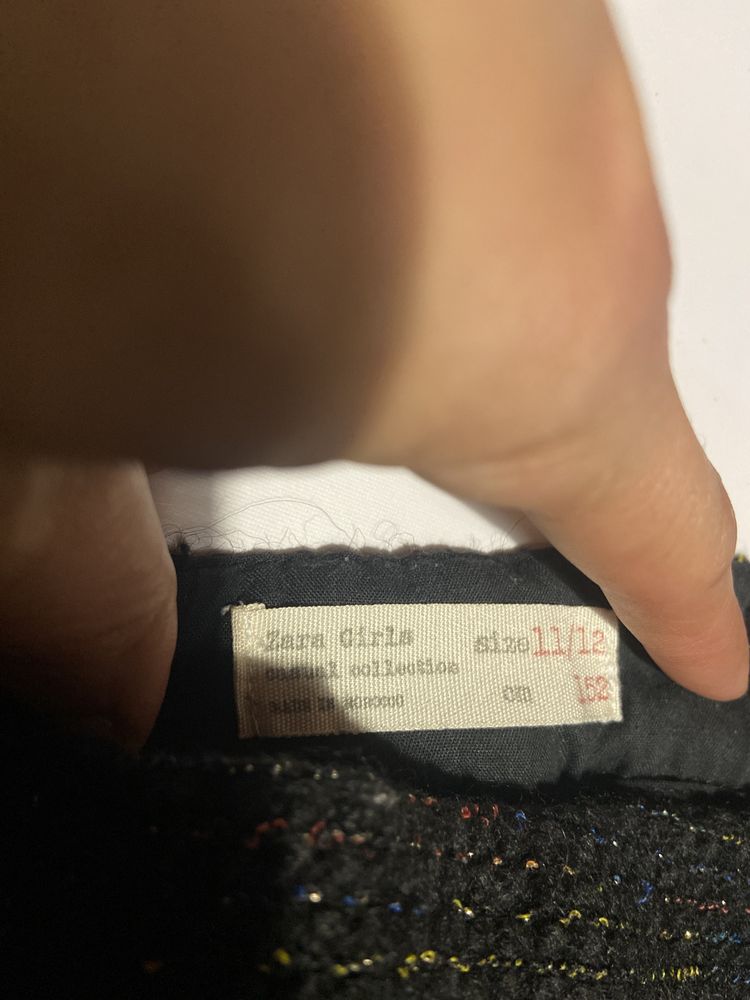 Zara Girls size 11/12
casual collection
MADE IN MOROCCO cm 152